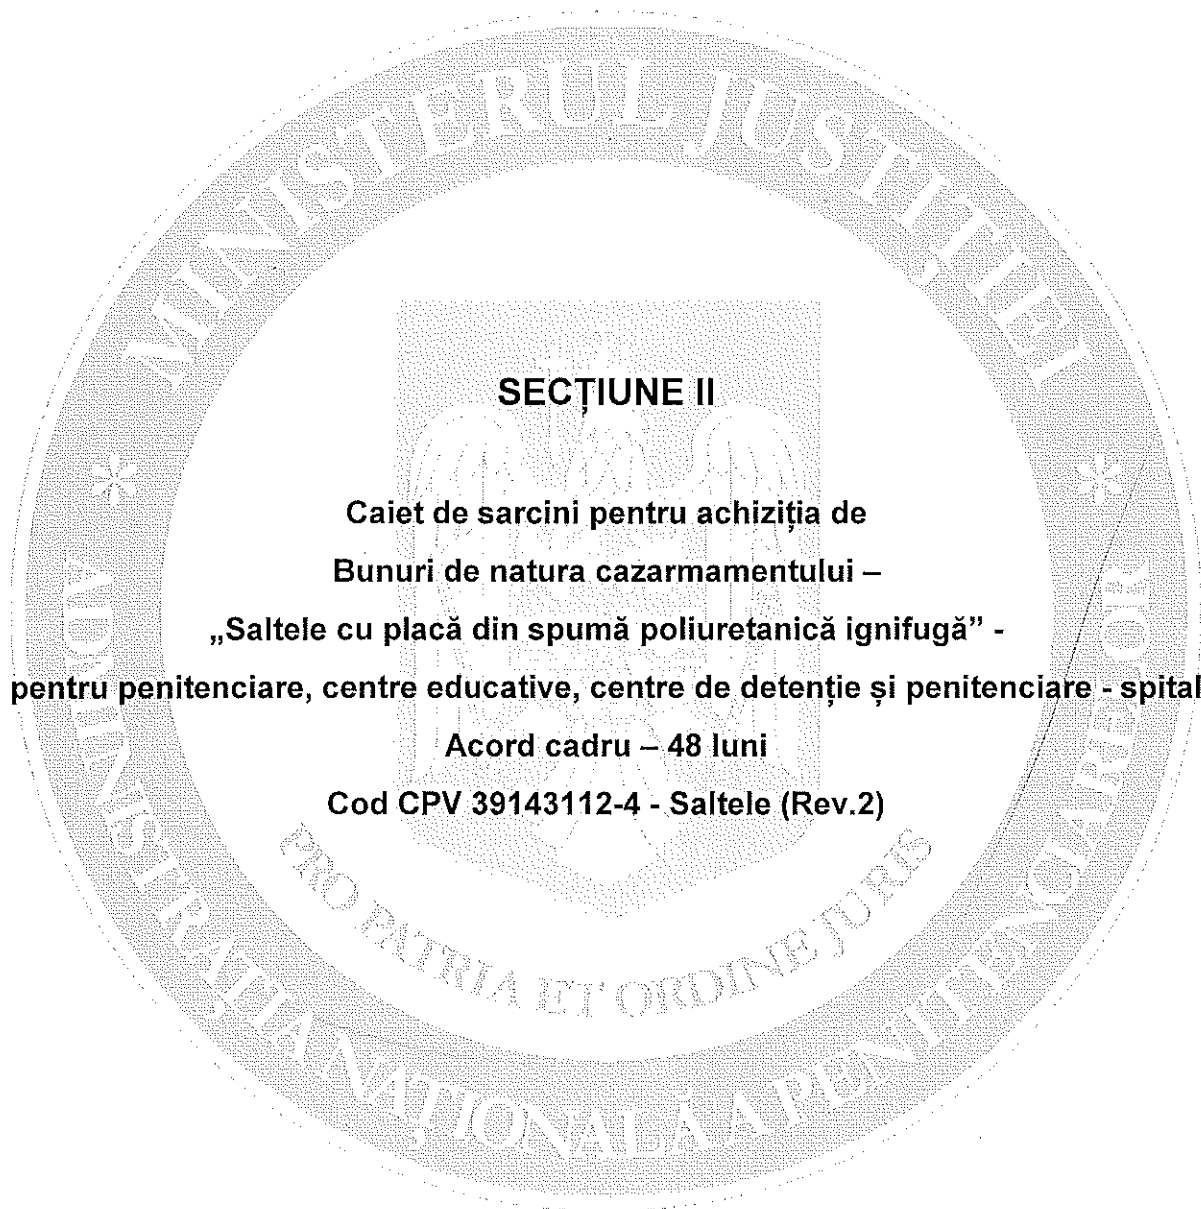 MINISTERUL JUSTIȚIEI
SECȚIUNE II
Caiet de sarcini pentru achiziția de
Bunuri de natura cazarmamentului –
„Saltele cu placă din spumă poliuretanică ignifugă” -
pentru penitenciare, centre educative, centre de detenție și penitenciare - spital
Acord cadru – 48 luni
Cod CPV 39143112-4 - Saltele (Rev.2)
PRO PATRIA ET ORDINE JURIS
ADMINISTRAȚIA NAȚIONALĂ A PENITENCIARELOR